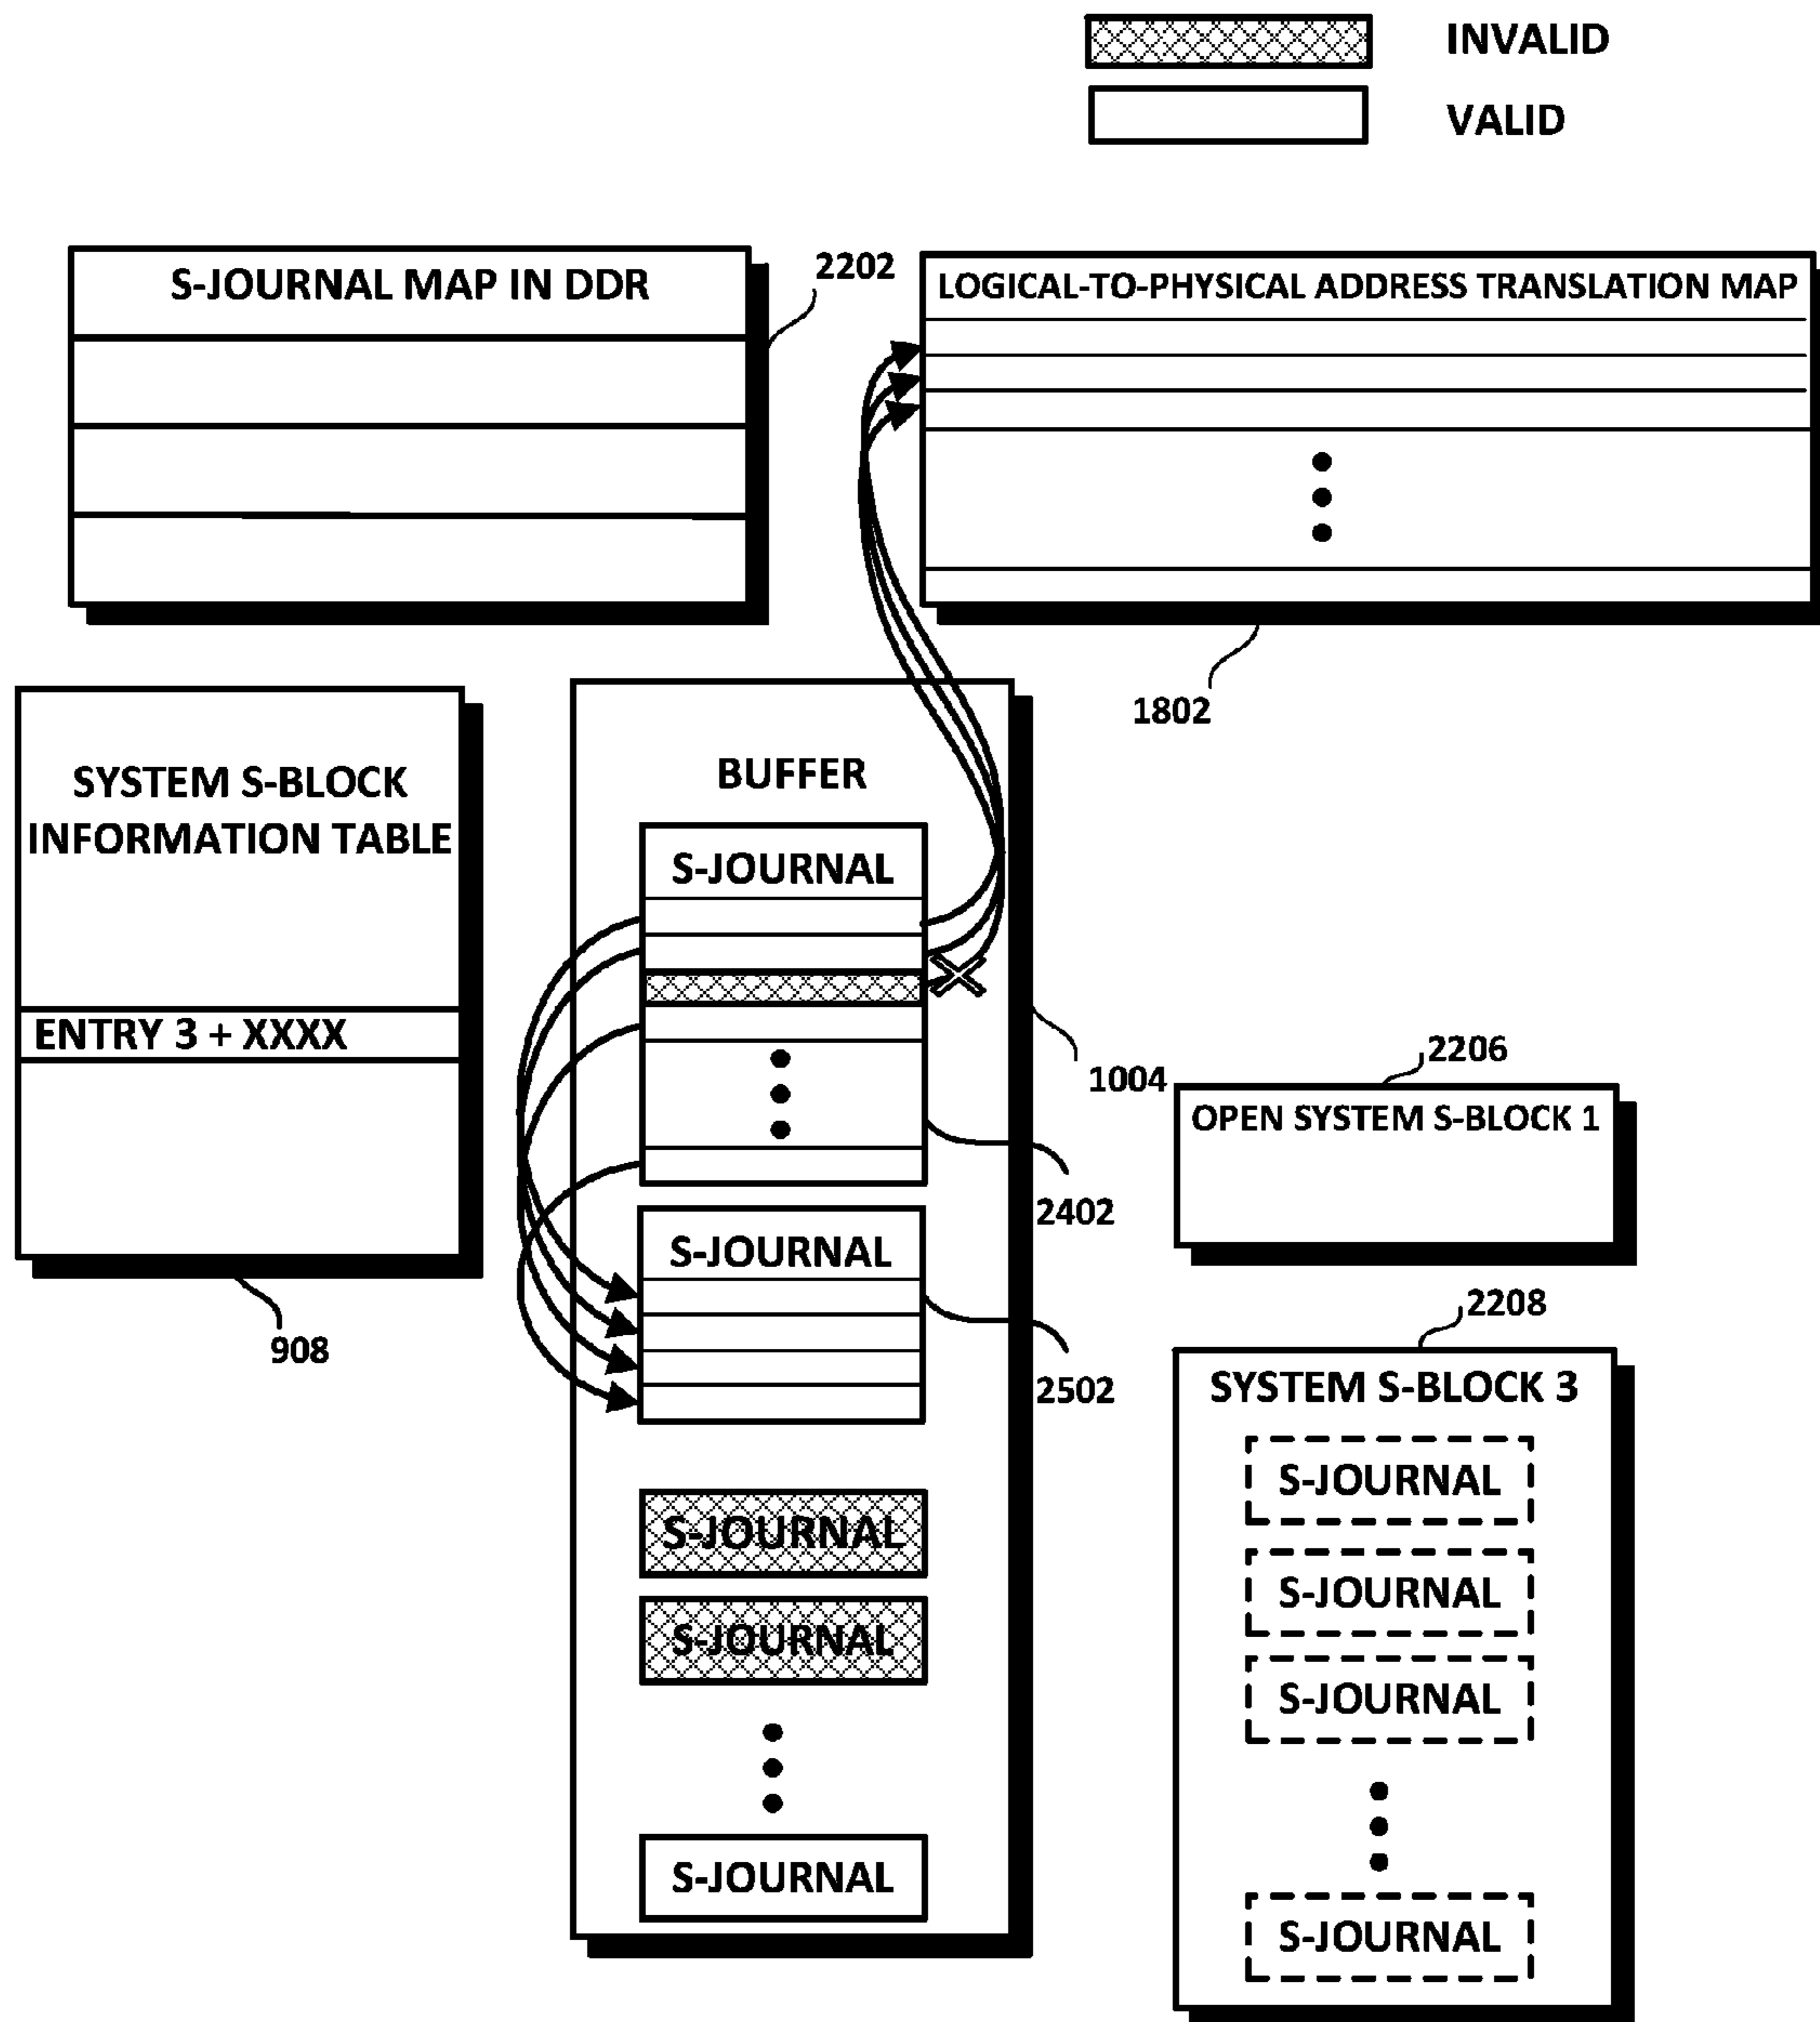 INVALID
VALID
S-JOURNAL MAP IN DDR
2202
LOGICAL-TO-PHYSICAL ADDRESS TRANSLATION MAP
1802
SYSTEM S-BLOCK
INFORMATION TABLE
ENTRY 3 + XXXX
908
BUFFER
S-JOURNAL
1004
2402
S-JOURNAL
2502
S-JOURNAL
S-JOURNAL
S-JOURNAL
2206
OPEN SYSTEM S-BLOCK 1
2208
SYSTEM S-BLOCK 3
S-JOURNAL
S-JOURNAL
S-JOURNAL
S-JOURNAL